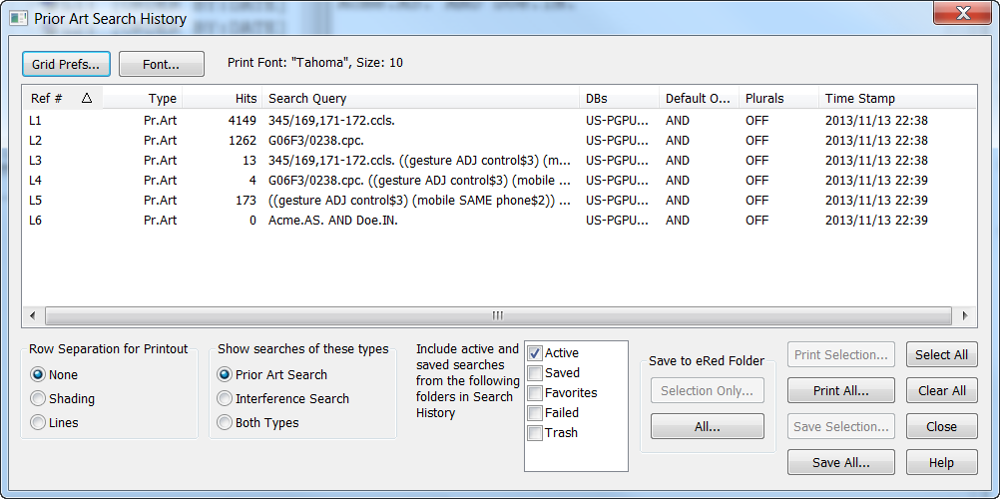 Prior Art Search History
Grid Prefs... Font... Print Font: "Tahoma", Size: 10
Ref # Type Hits Search Query DBs Default O... Plurals Time Stamp
L1 Pr.Art 4149 345/169,171-172.ccls. US-PGPU... AND OFF 2013/11/13 22:38
L2 Pr.Art 1262 G06F3/0238.cpc. US-PGPU... AND OFF 2013/11/13 22:38
L3 Pr.Art 13 345/169,171-172.ccls. ((gesture ADJ control$3) (m... US-PGPU... AND OFF 2013/11/13 22:38
L4 Pr.Art 4 G06F3/0238.cpc. ((gesture ADJ control$3) (mobile ... US-PGPU... AND OFF 2013/11/13 22:39
L5 Pr.Art 173 ((gesture ADJ control$3) (mobile SAME phone$2)) ... US-PGPU... AND OFF 2013/11/13 22:39
L6 Pr.Art 0 Acme.AS. AND Doe.IN. US-PGPU... AND OFF 2013/11/13 22:39
Row Separation for Printout
None
Shading
Lines
Show searches of these types
Prior Art Search
Interference Search
Both Types
Include active and
saved searches
from the following
folders in Search
History
Active
Saved
Favorites
Failed
Trash
Save to eRed Folder
Selection Only...
All...
Print Selection... Select All
Print All... Clear All
Save Selection... Close
Save All... Help